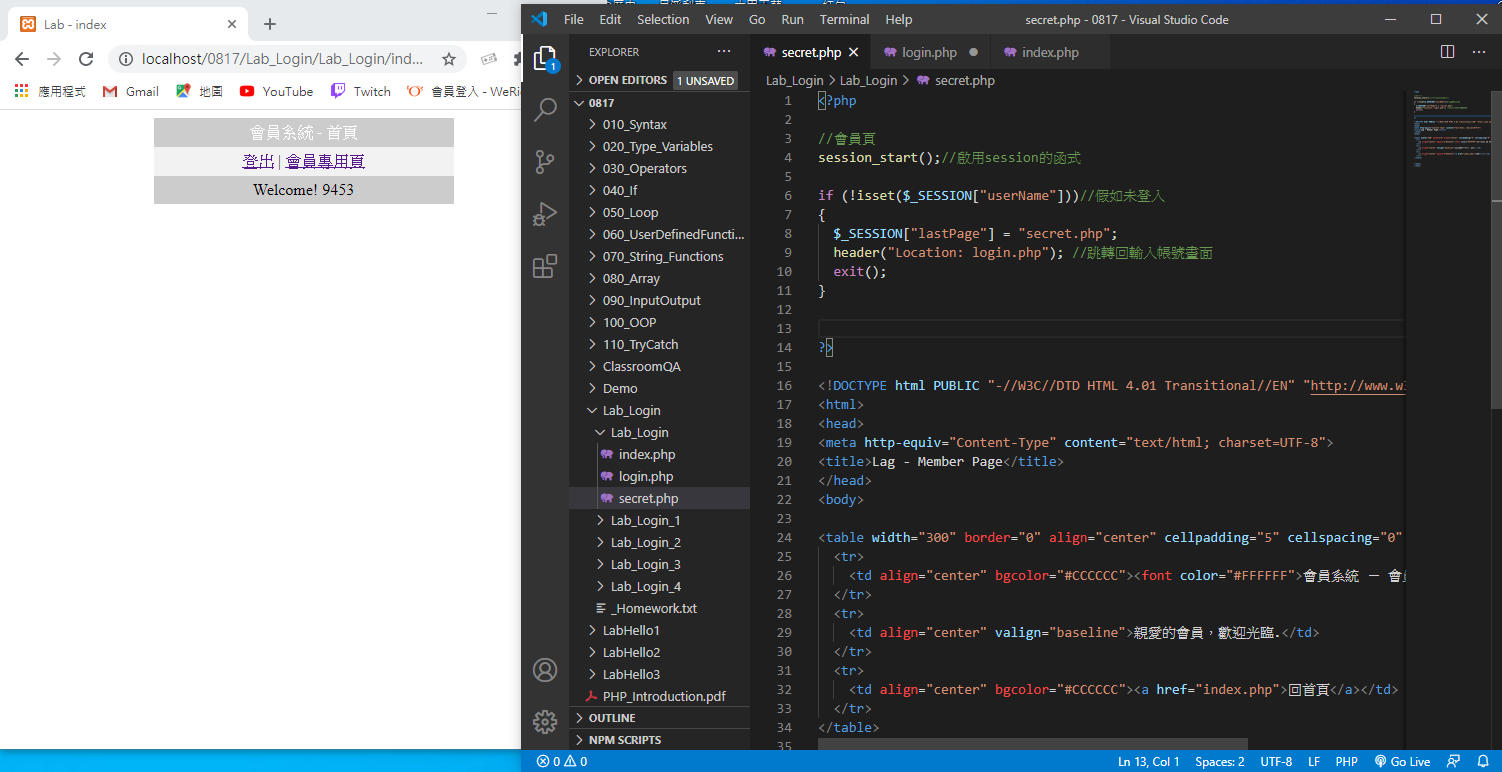 Lab - index
localhost/0817/Lab_Login/Lab_Login/ind...
應用程式 Gmail 地圖 YouTube Twitch 會員登入 - WeRi
會員系統 - 首頁
登出 | 會員專用頁
Welcome! 9453
File Edit Selection View Go Run Terminal Help secret.php - 0817 - Visual Studio Code
1
EXPLORER
OPEN EDITORS 1 UNSAVED
0817
010_Syntax
020_Type_Variables
030_Operators
040_If
050_Loop
060_UserDefinedFuncti...
070_String_Functions
080_Array
090_InputOutput
100_OOP
110_TryCatch
ClassroomQA
Demo
Lab_Login
Lab_Login
index.php
login.php
secret.php
Lab_Login_1
Lab_Login_2
Lab_Login_3
Lab_Login_4
_Homework.txt
LabHello1
LabHello2
LabHello3
PHP_Introduction.pdf
OUTLINE
NPM SCRIPTS
secret.php login.php index.php
Lab_Login > Lab_Login > secret.php
1 <?php
2
3 //會員頁
4 session_start();//啟用session的函式
5
6 if (!isset($_SESSION["userName"]))//假如未登入
7 {
8 $_SESSION["lastPage"] = "secret.php";
9 header("Location: login.php"); //跳轉回輸入帳號畫面
10 exit();
11 }
12
13
14 ?>
15
16 <!DOCTYPE html PUBLIC "-//W3C//DTD HTML 4.01 Transitional//EN" "http://www.w
17 <html>
18 <head>
19 <meta http-equiv="Content-Type" content="text/html; charset=UTF-8">
20 <title>Lag - Member Page</title>
21 </head>
22 <body>
23
24 <table width="300" border="0" align="center" cellpadding="5" cellspacing="0"
25 <tr>
26 <td align="center" bgcolor="#CCCCCC"><font color="#FFFFFF">會員系統 － 會
27 </tr>
28 <tr>
29 <td align="center" valign="baseline">親愛的會員，歡迎光臨.</td>
30 </tr>
31 <tr>
32 <td align="center" bgcolor="#CCCCCC"><a href="index.php">回首頁</a></td>
33 </tr>
34 </table>
35
0 0 Ln 13, Col 1 Spaces: 2 UTF-8 LF PHP Go Live